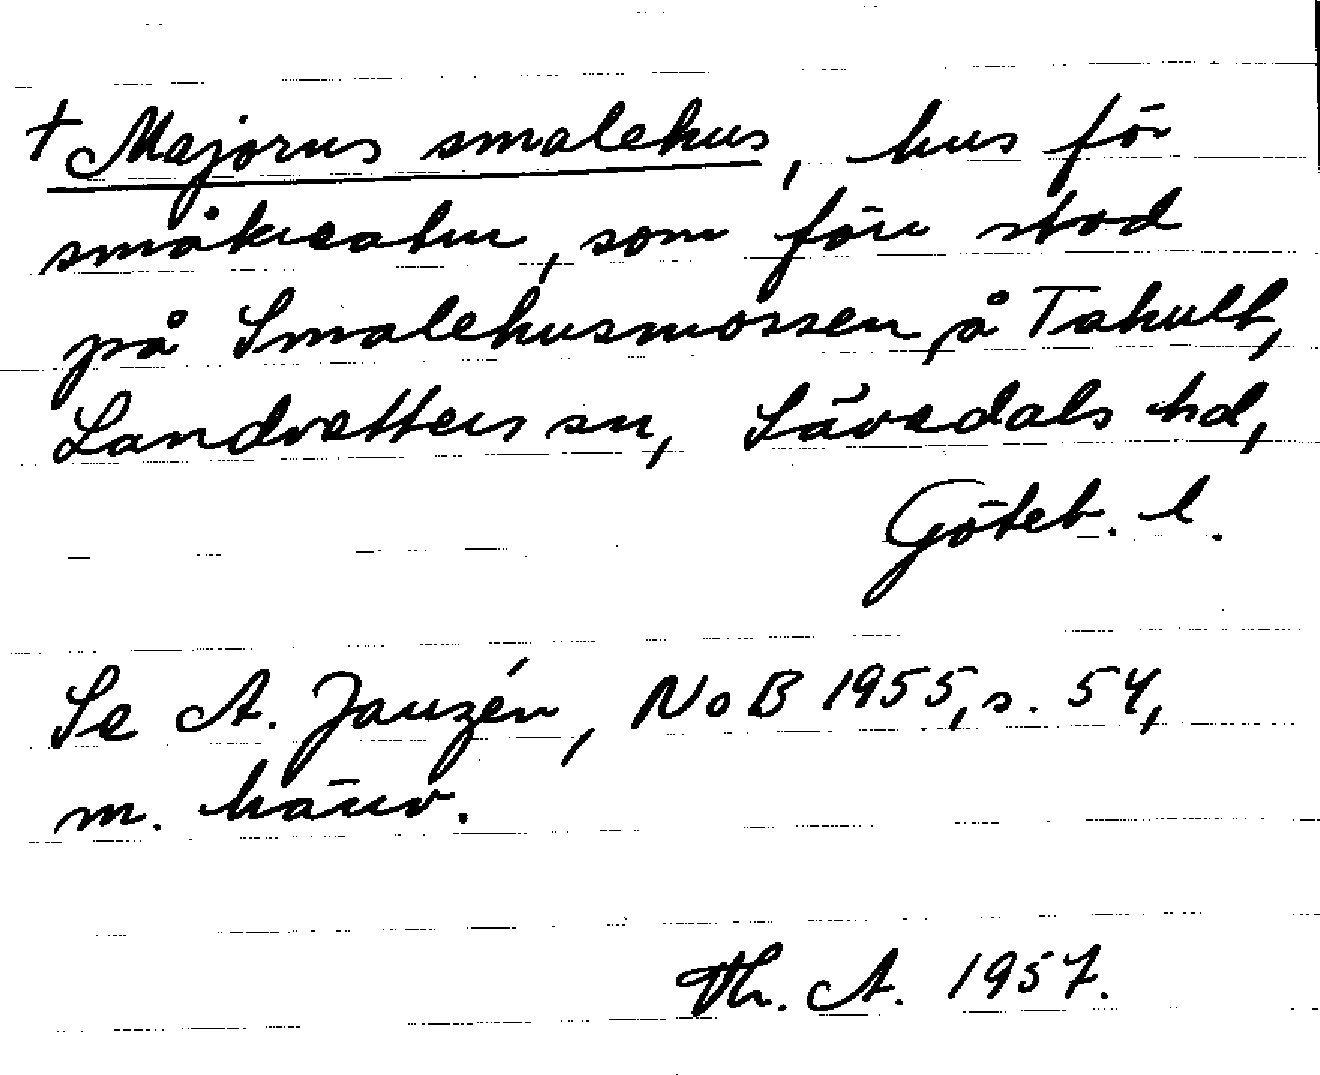 † Majorns smalehus, hus för
småkreatur, som förr stod
på Smalehusmossen å Tahult,
Landvetters sn, Sävedals hd,
Göteb. l.
Se A. Janzén, NoB 1955, s. 54,
m. hänv.
Th. A. 1957.